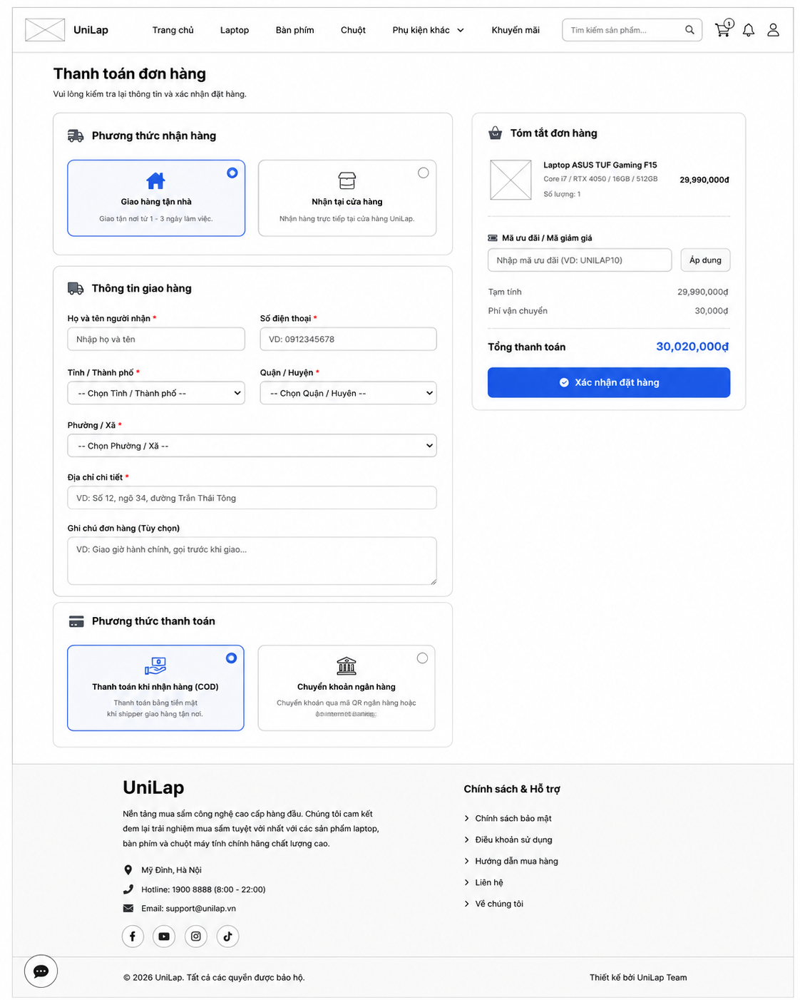 UniLap
Trang chủ
Laptop
Bàn phím
Chuột
Phụ kiện khác
Khuyến mãi
Tìm kiếm sản phẩm...
1
Thanh toán đơn hàng
Vui lòng kiểm tra lại thông tin và xác nhận đặt hàng.
Phương thức nhận hàng
Giao hàng tận nhà
Giao tận nơi từ 1 - 3 ngày làm việc.
Nhận tại cửa hàng
Nhận hàng trực tiếp tại cửa hàng UniLap.
Thông tin giao hàng
Họ và tên người nhận *
Nhập họ và tên
Số điện thoại *
VD: 0912345678
Tỉnh / Thành phố *
-- Chọn Tỉnh / Thành phố --
Quận / Huyện *
-- Chọn Quận / Huyên --
Phường / Xã *
-- Chọn Phường / Xã --
Địa chỉ chi tiết *
VD: Số 12, ngõ 34, đường Trần Thái Tông
Ghi chú đơn hàng (Tùy chọn)
VD: Giao giờ hành chính, gọi trước khi giao...
Phương thức thanh toán
Thanh toán khi nhận hàng (COD)
Thanh toán bằng tiền mặt
khi shipper giao hàng tận nơi.
Chuyển khoản ngân hàng
Chuyển khoản qua mã QR ngân hàng hoặc
Tóm tắt đơn hàng
Laptop ASUS TUF Gaming F15
Core i7 / RTX 4050 / 16GB / 512GB
Số lượng: 1
29,990,000đ
Mã ưu đãi / Mã giảm giá
Nhập mã ưu đãi (VD: UNILAP10)
Áp dụng
Tạm tính 29,990,000đ
Phí vận chuyển 30,000đ
Tổng thanh toán 30,020,000đ
Xác nhận đặt hàng
UniLap
Nền tảng mua sắm công nghệ cao cấp hàng đầu. Chúng tôi cam kết
đem lại trải nghiệm mua sắm tuyệt vời nhất với các sản phẩm laptop,
bàn phím và chuột máy tính chính hãng chất lượng cao.
Mỹ Đình, Hà Nội
Hotline: 1900 8888 (8:00 - 22:00)
Email: support@unilap.vn
Chính sách & Hỗ trợ
Chính sách bảo mật
Điều khoản sử dụng
Hướng dẫn mua hàng
Liên hệ
Về chúng tôi
© 2026 UniLap. Tất cả các quyền được bảo hộ.
Thiết kế bởi UniLap Team